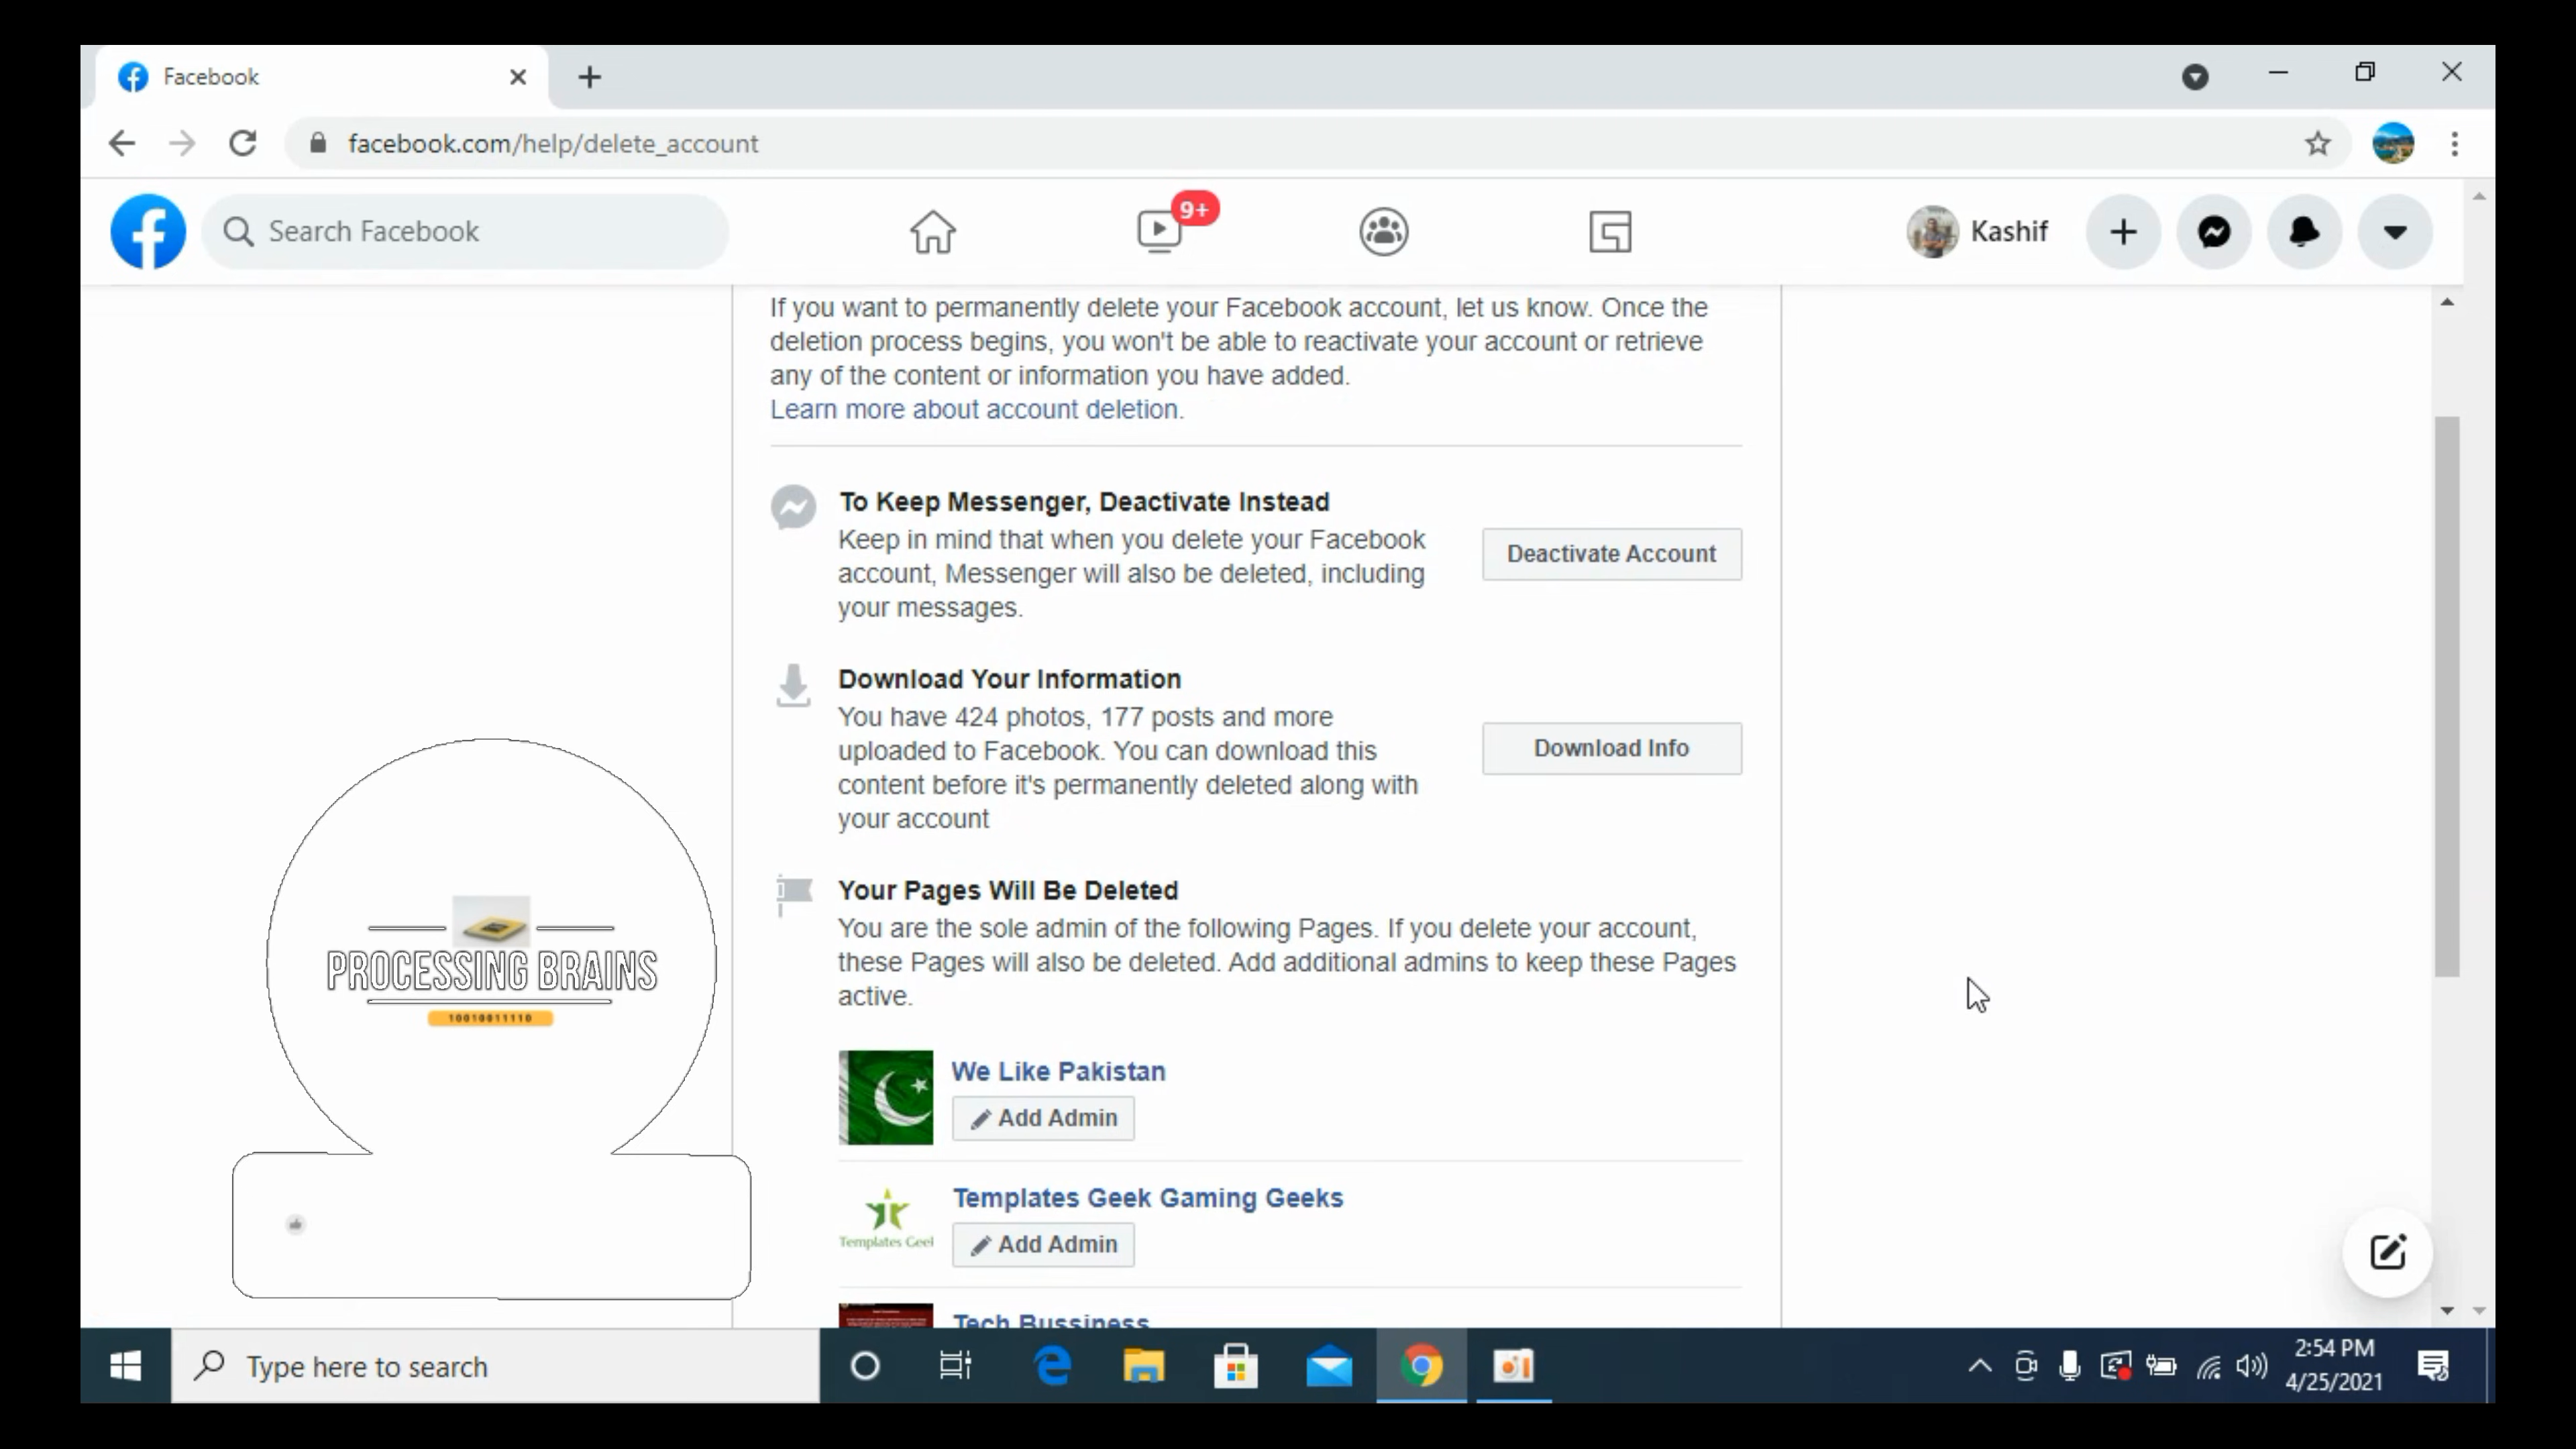 Facebook
facebook.com/help/delete_account
Search Facebook
9+
Kashif
If you want to permanently delete your Facebook account, let us know. Once the
deletion process begins, you won't be able to reactivate your account or retrieve
any of the content or information you have added.
Learn more about account deletion.
To Keep Messenger, Deactivate Instead
Keep in mind that when you delete your Facebook
account, Messenger will also be deleted, including
your messages.
Deactivate Account
Download Your Information
You have 424 photos, 177 posts and more
uploaded to Facebook. You can download this
content before it's permanently deleted along with
your account
Download Info
Your Pages Will Be Deleted
You are the sole admin of the following Pages. If you delete your account,
these Pages will also be deleted. Add additional admins to keep these Pages
active.
We Like Pakistan
Add Admin
Templates Geek Gaming Geeks
Templates Geek
Add Admin
Tech Bussiness
PROCESSING BRAINS
10010011110
Type here to search
2:54 PM
4/25/2021